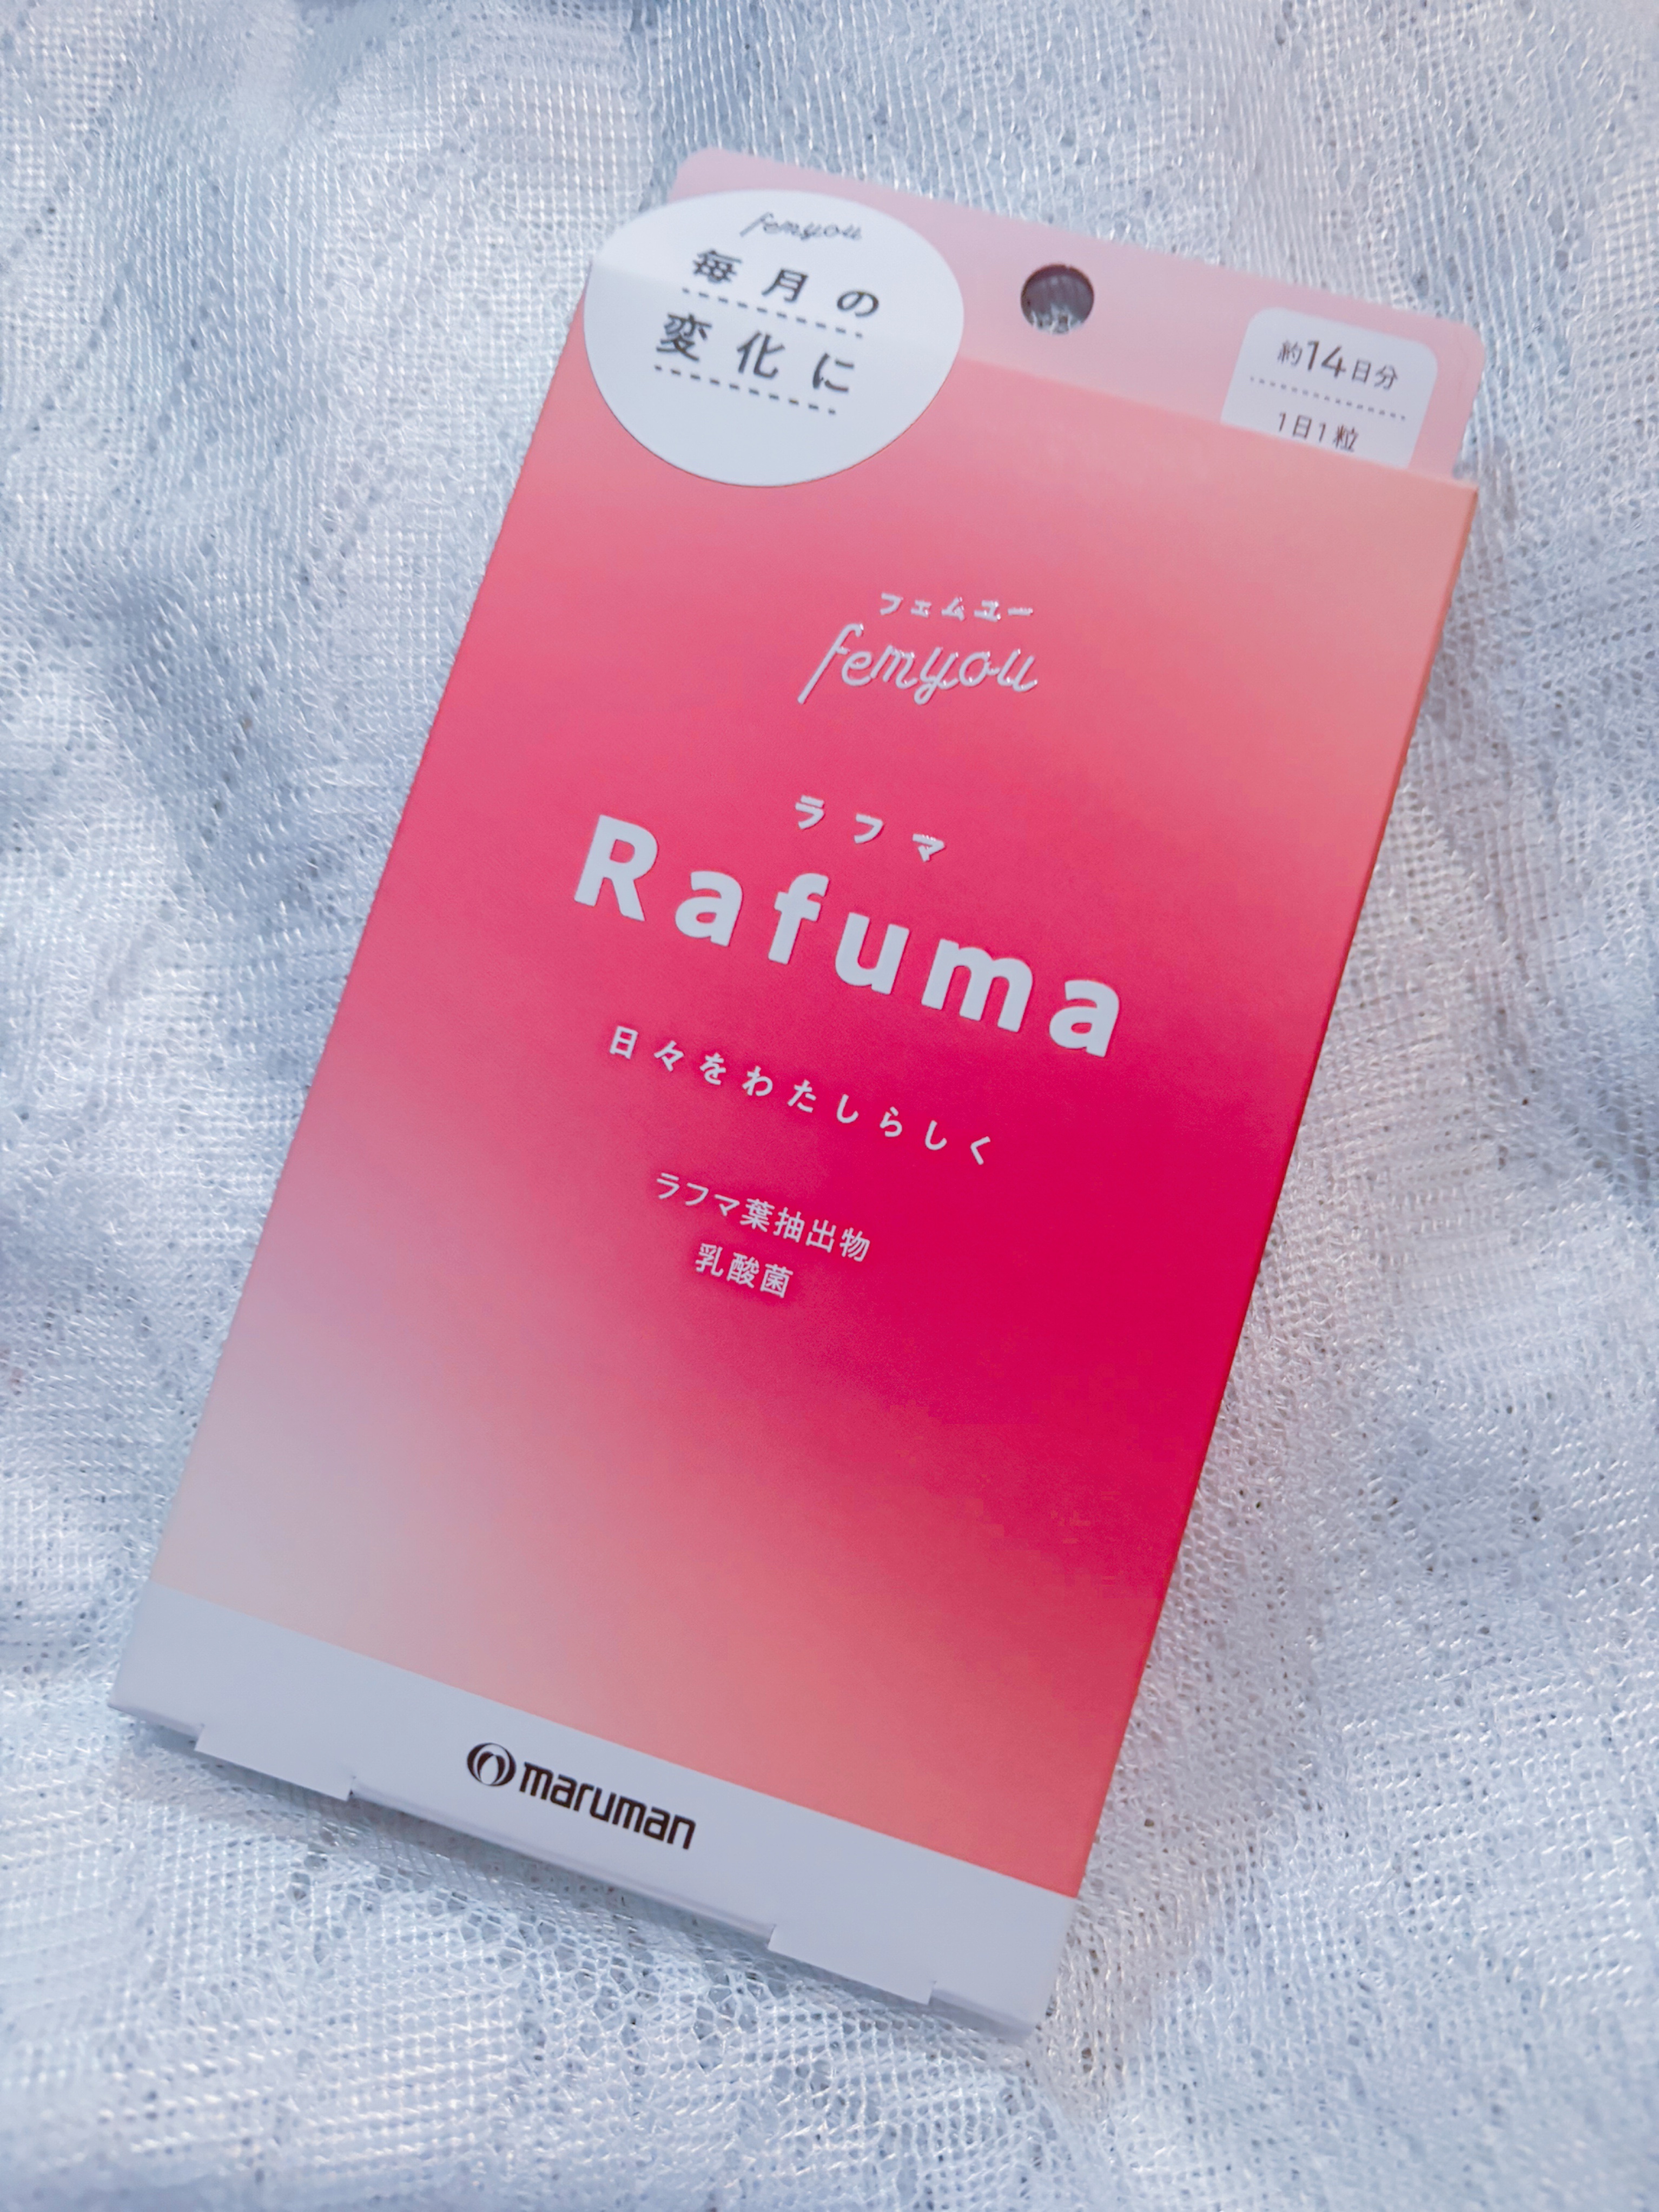 femyou
毎月の
変化に
約14日分
1日1粒
フェムユー
femyou
ラフマ
Rafuma
日々をわたしらしく
ラフマ葉抽出物
乳酸菌
maruman